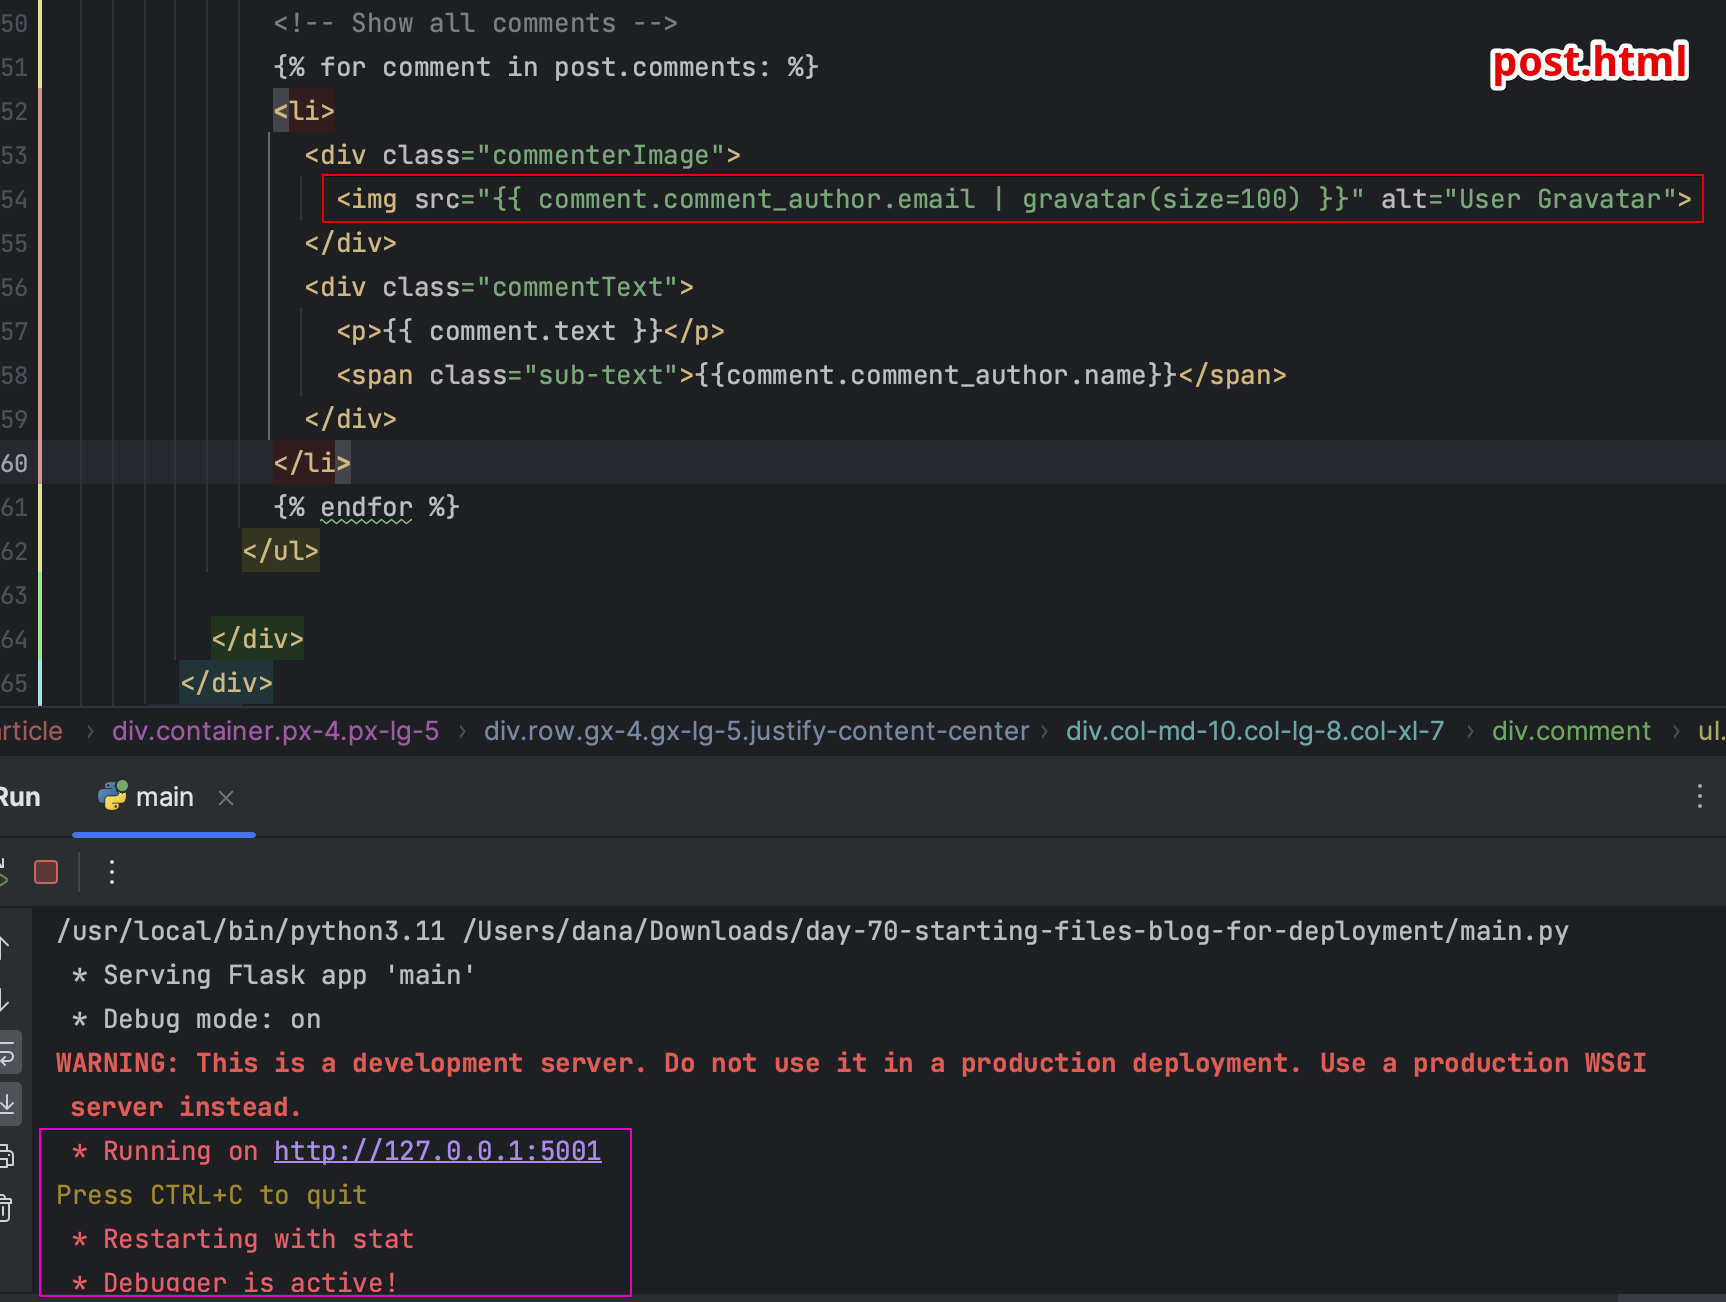 50 <!-- Show all comments -->
post.html
51 {% for comment in post.comments: %}
52 <li>
53 <div class="commenterImage">
54 <img src="{{ comment.comment_author.email | gravatar(size=100) }}" alt="User Gravatar">
55 </div>
56 <div class="commentText">
57 <p>{{ comment.text }}</p>
58 <span class="sub-text">{{comment.comment_author.name}}</span>
59 </div>
60 </li>
61 {% endfor %}
62 </ul>
63
64 </div>
65 </div>
rticle › div.container.px-4.px-lg-5 › div.row.gx-4.gx-lg-5.justify-content-center › div.col-md-10.col-lg-8.col-xl-7 › div.comment › ul.
Run main ×
/usr/local/bin/python3.11 /Users/dana/Downloads/day-70-starting-files-blog-for-deployment/main.py
* Serving Flask app 'main'
* Debug mode: on
WARNING: This is a development server. Do not use it in a production deployment. Use a production WSGI
server instead.
* Running on http://127.0.0.1:5001
Press CTRL+C to quit
* Restarting with stat
* Debugger is active!